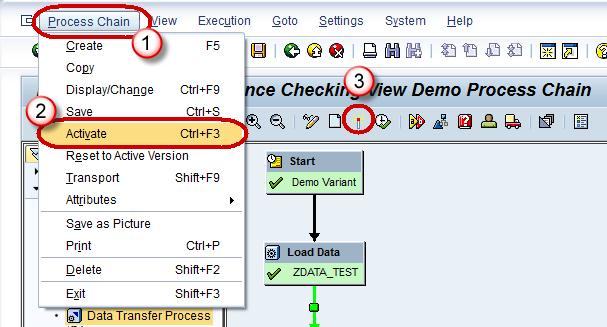 Process Chain View Execution Goto Settings System Help
1
Create F5
Copy
3
Display/Change Ctrl+F9
nce Checking View Demo Process Chain
2
Save Ctrl+S
Activate Ctrl+F3
Reset to Active Version
Start
Transport Shift+F9
Demo Variant
Attributes
Save as Picture
Print Ctrl+P
Load Data
Delete Shift+F2
ZDATA_TEST
Exit Shift+F3
Data Transfer Process